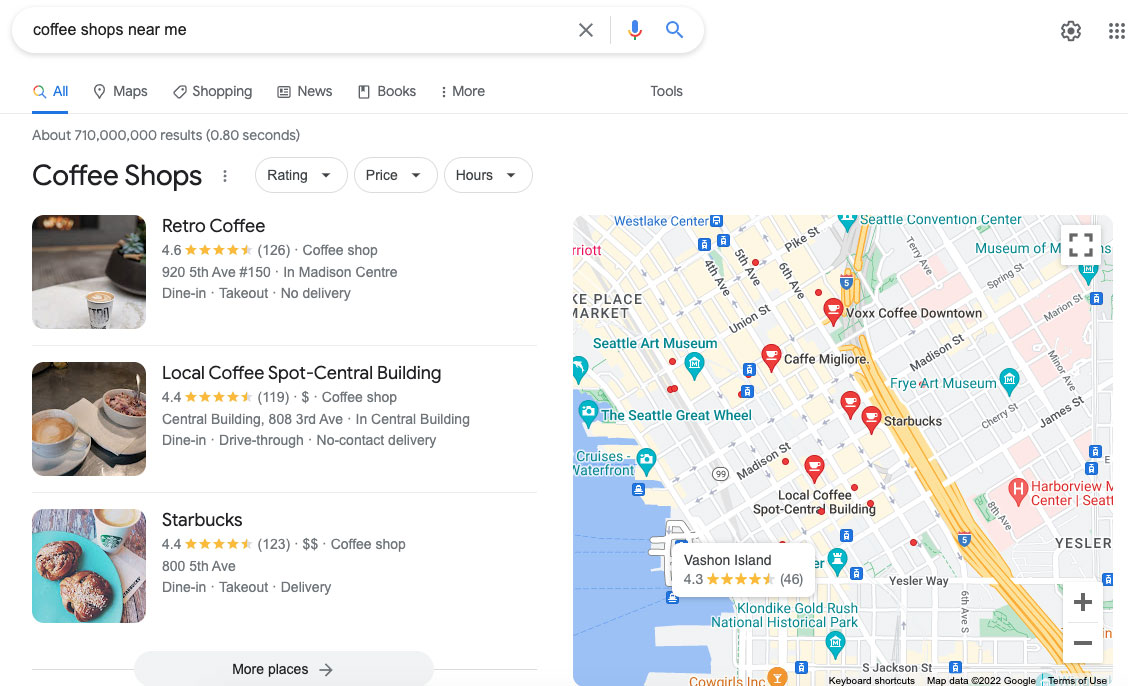 coffee shops near me
All Maps Shopping News Books More Tools
About 710,000,000 results (0.80 seconds)
Coffee Shops
Rating Price Hours
Retro Coffee
4.6 (126) · Coffee shop
920 5th Ave #150 · In Madison Centre
Dine-in · Takeout · No delivery
Local Coffee Spot-Central Building
4.4 (119) · $ · Coffee shop
Central Building, 808 3rd Ave · In Central Building
Dine-in · Drive-through · No-contact delivery
Starbucks
4.4 (123) · $$ · Coffee shop
800 5th Ave
Dine-in · Takeout · Delivery
More places
Westlake Center
Seattle Convention Center
rriott
Pike St
Terry Ave
Museum of M
ns
4th Ave
5th Ave
6th Ave
Spring St
5
KE PLACE
MARKET
Union St
Voxx Coffee Downtown
Marion St
Seattle Art Museum
Caffe Migliore.
Madison St
Minor Ave
Frye Art Museum
The Seattle Great Wheel
Starbucks
Cherry St
James St
Cruises -
Waterfront
99
Madison St
E
Local Coffee
Spot-Central Building
H
Harborview M
Center | Seatt
8th Ave
5
YESLER
Vashon Island
4.3 (46)
er
Yesler Way
Klondike Gold Rush
National Historical Park
6th Ave S
in
S Jackson St
Cowgirls Inc
Keyboard shortcuts Map data ©2022 Google Terms of Use